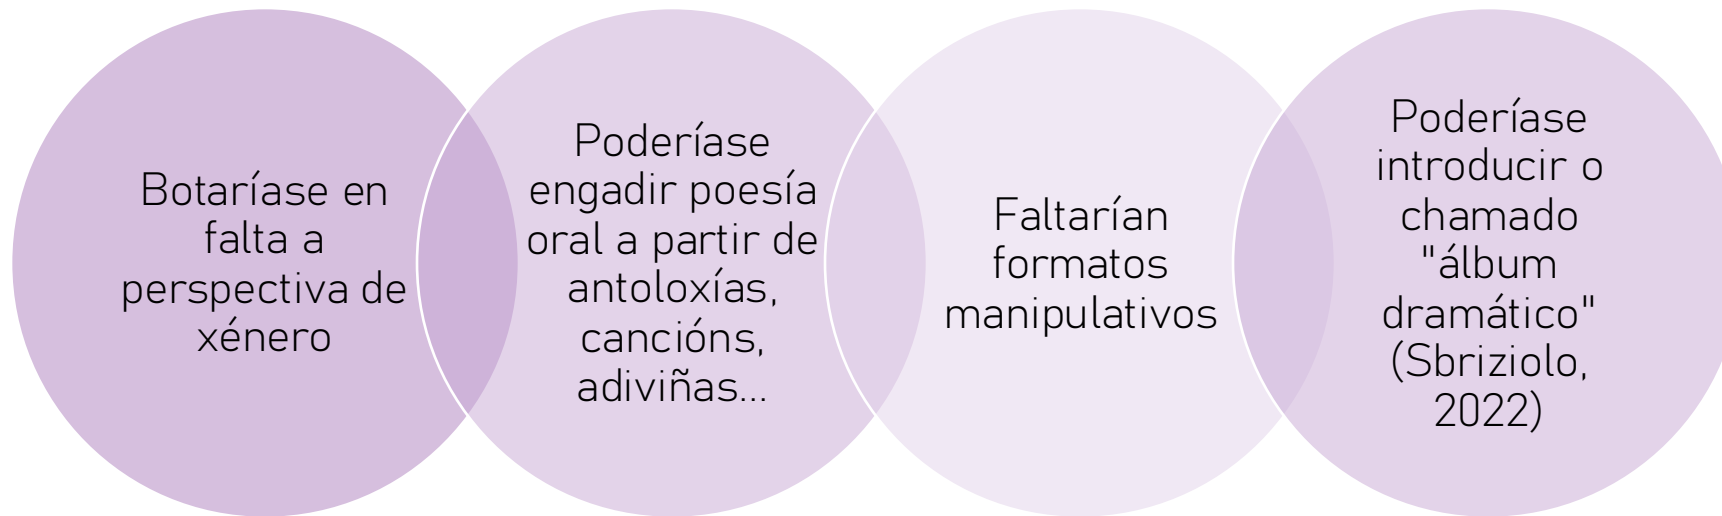 Botaríase en
falta a
perspectiva de
xénero
Poderíase
engadir poesía
oral a partir de
antoloxías,
cancións,
adiviñas...
Faltarían
formatos
manipulativos
Poderíase
introducir o
chamado
"álbum
dramático"
(Sbriziolo,
2022)